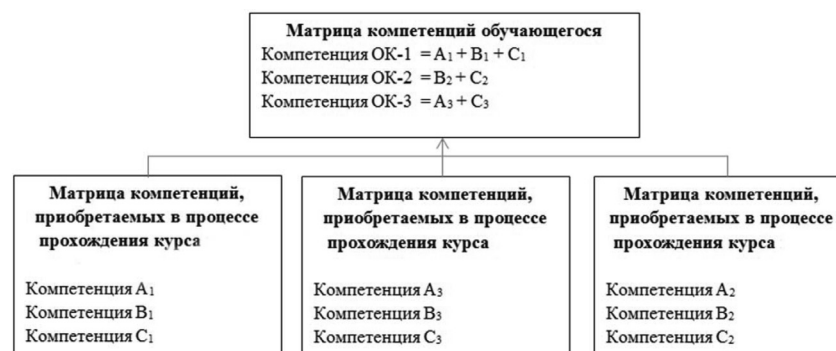 Матрица компетенций обучающегося
Компетенция ОК-1 = A₁ + B₁ + C₁
Компетенция ОК-2 = B₂ + C₂
Компетенция ОК-3 = A₃ + C₃
Матрица компетенций,
приобретаемых в процессе
прохождения курса
Компетенция A₁
Компетенция B₁
Компетенция C₁
Матрица компетенций,
приобретаемых в процессе
прохождения курса
Компетенция A₃
Компетенция B₃
Компетенция C₃
Матрица компетенций,
приобретаемых в процессе
прохождения курса
Компетенция A₂
Компетенция B₂
Компетенция C₂